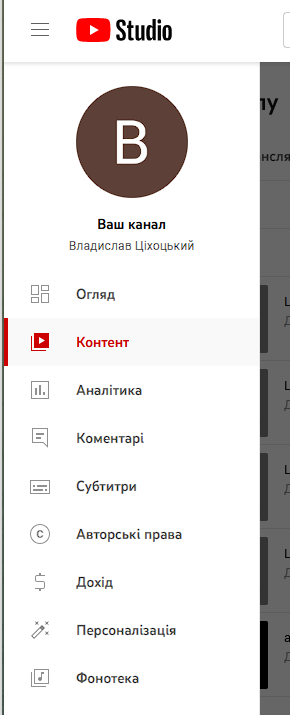 Studio
В
Ваш канал
Владислав Ціхоцький
Огляд
Контент
Аналітика
Коментарі
Субтитри
Авторські права
Дохід
Персоналізація
Фонотека